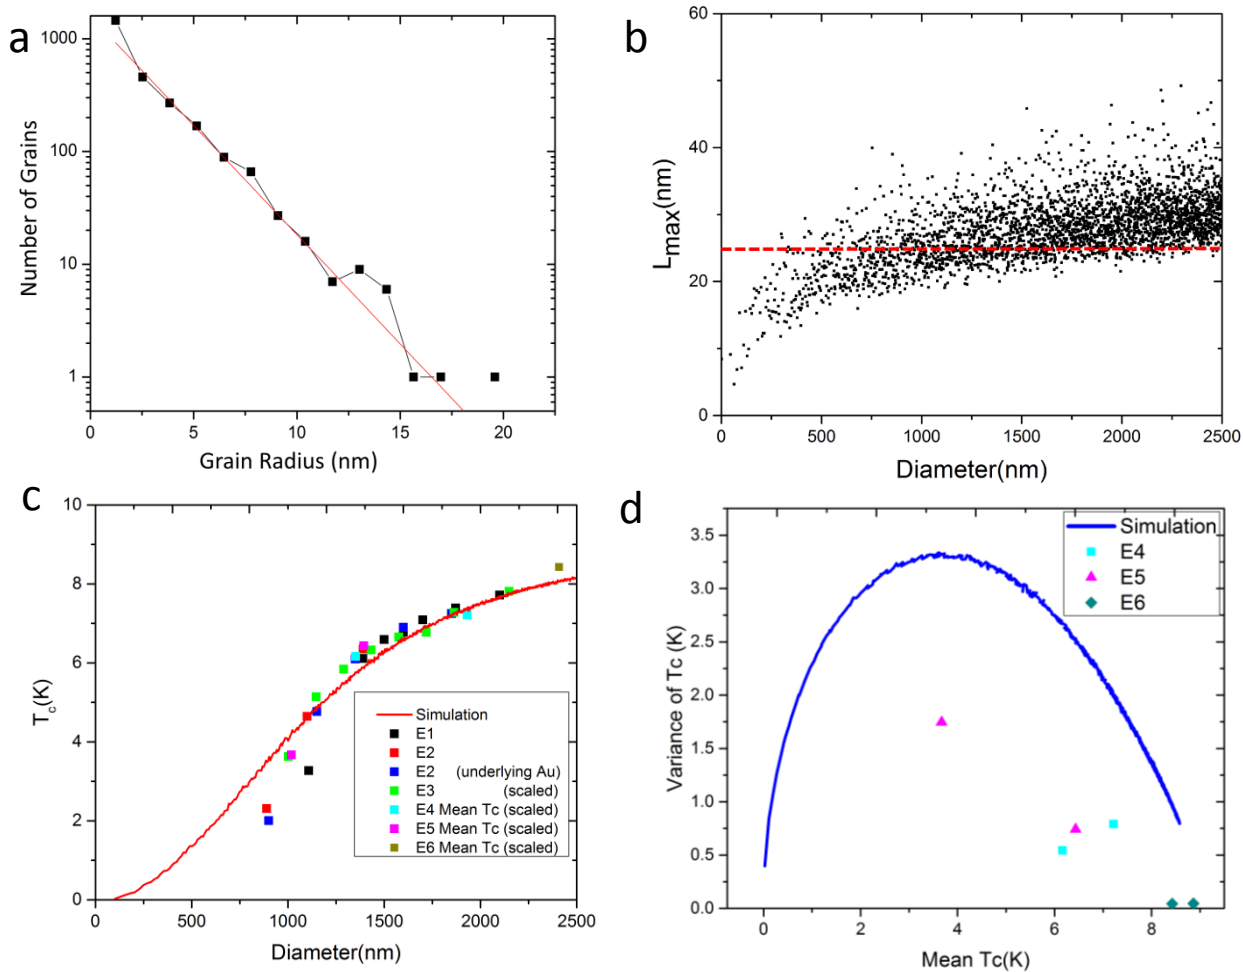 a
1000
100
10
1
Number of Grains
0
5
10
15
20
Grain Radius (nm)
b
60
40
20
0
Lmax(nm)
0
500
1000
1500
2000
2500
Diameter(nm)
c
10
8
6
4
2
0
Tc(K)
Simulation
E1
E2
E2 (underlying Au)
E3 (scaled)
E4 Mean Tc (scaled)
E5 Mean Tc (scaled)
E6 Mean Tc (scaled)
0
500
1000
1500
2000
2500
Diameter(nm)
d
3.5
3.0
2.5
2.0
1.5
1.0
0.5
0.0
Variance of Tc (K)
Simulation
E4
E5
E6
0
2
4
6
8
Mean Tc(K)